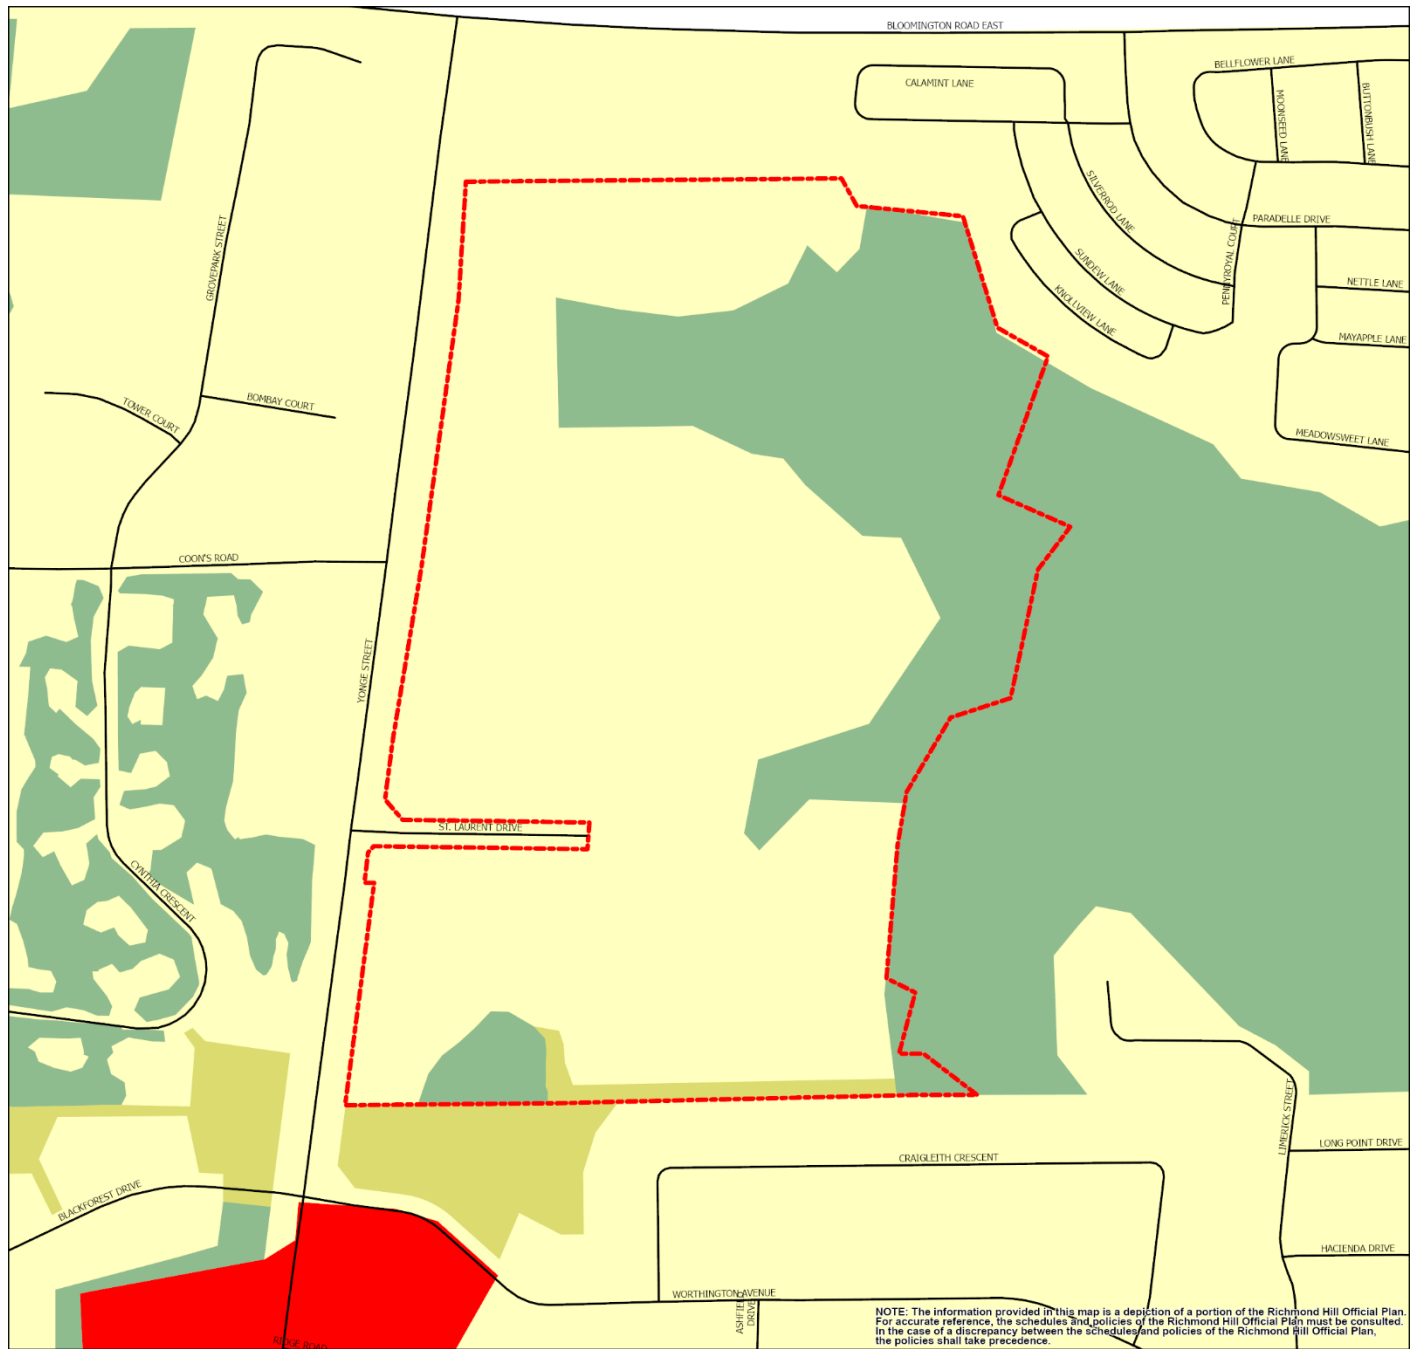 BLOOMINGTON ROAD EAST
BELLFLOWER LANE
CALAMINT LANE
MOONSEED LANE
BUTTONBUSH LANE
SILVERROD LANE
GROVEPARK STREET
PARADELLE DRIVE
PENNYROYAL COURT
SUNDEW LANE
NETTLE LANE
KNOLLVIEW LANE
MAYAPPLE LANE
BOMBAY COURT
TOWER COURT
MEADOWSWEET LANE
COON'S ROAD
YONGE STREET
ST. LAURENT DRIVE
CYNTHIA CRESCENT
LIMERICK STREET
LONG POINT DRIVE
CRAIGLEITH CRESCENT
BLACKFOREST DRIVE
HACIENDA DRIVE
WORTHINGTON AVENUE
ASHFIELD
DRIVE
RIDGE ROAD
NOTE: The information provided in this map is a depiction of a portion of the Richmond Hill Official Plan.
For accurate reference, the schedules and policies of the Richmond Hill Official Plan must be consulted.
In the case of a discrepancy between the schedules and policies of the Richmond Hill Official Plan,
the policies shall take precedence.